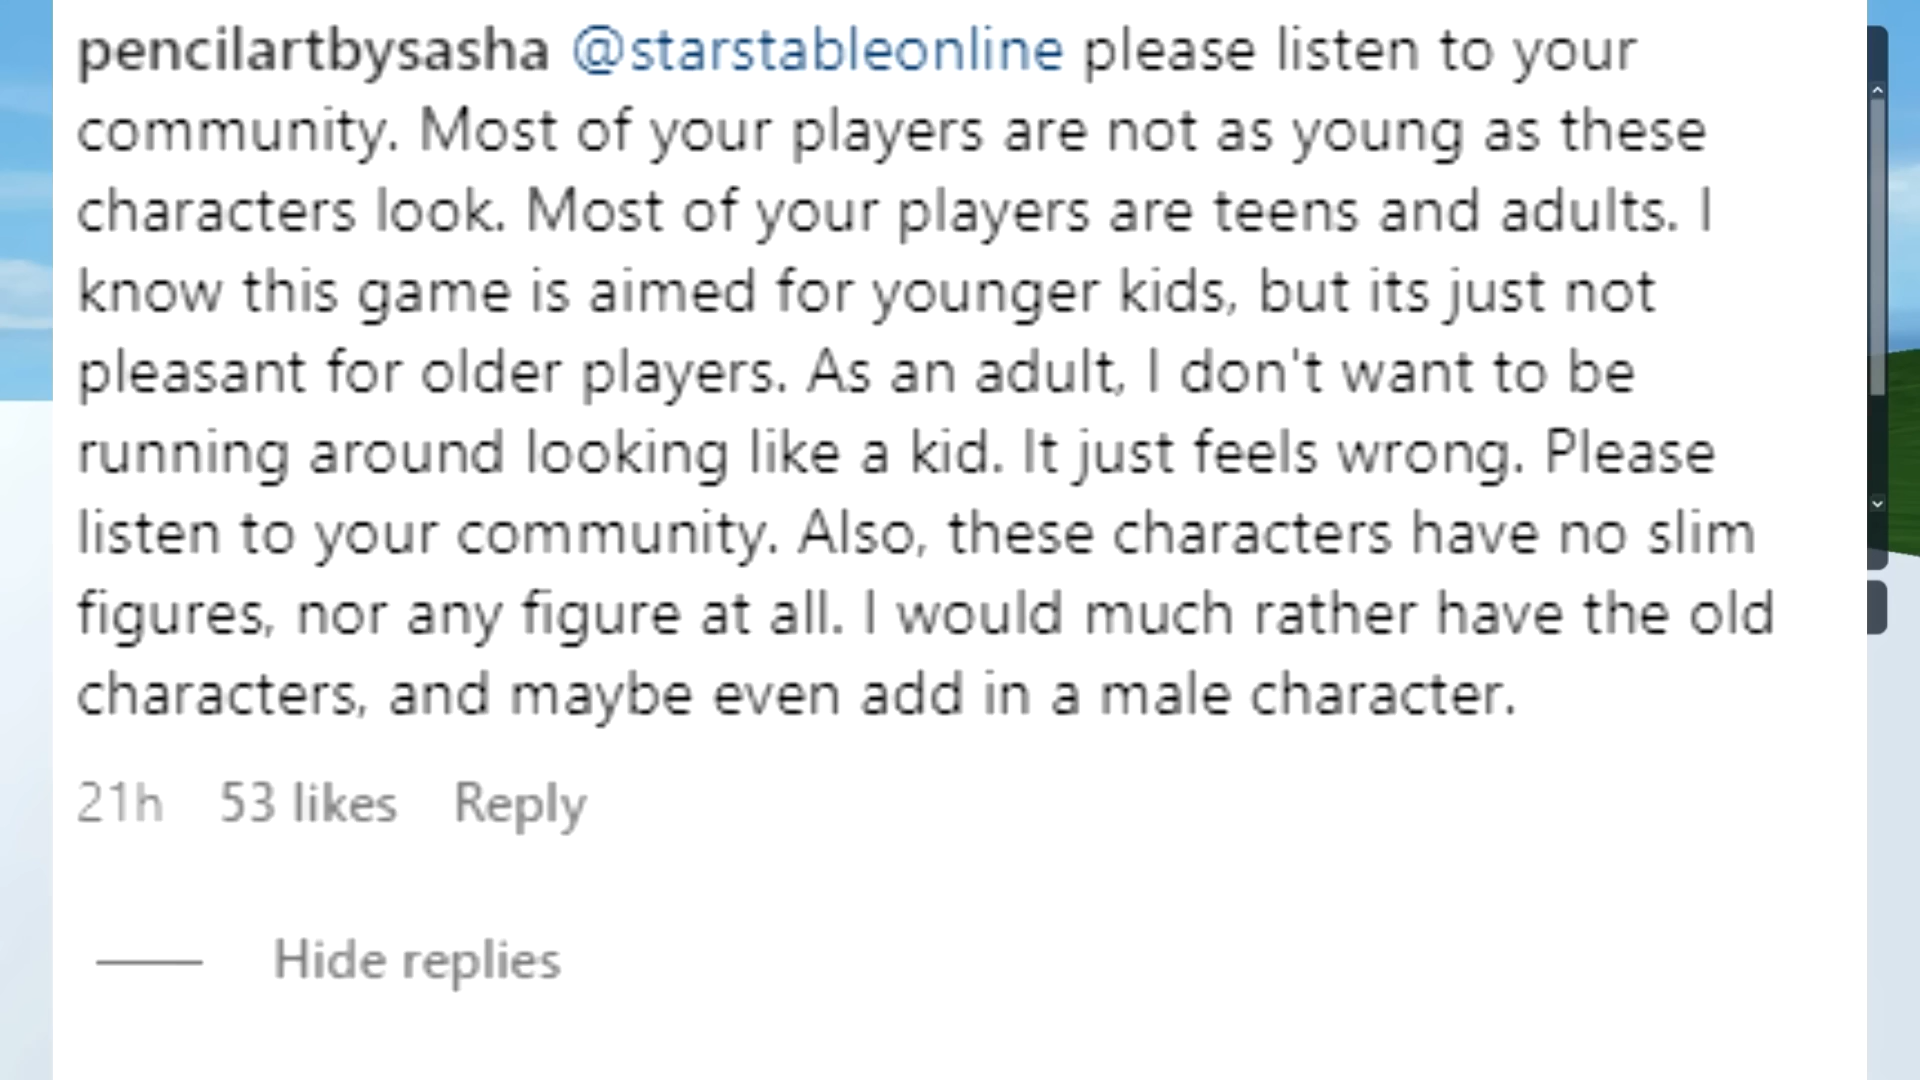 pencilartbysasha @starstableonline please listen to your
community. Most of your players are not as young as these
characters look. Most of your players are teens and adults. I
know this game is aimed for younger kids, but its just not
pleasant for older players. As an adult, I don't want to be
running around looking like a kid. It just feels wrong. Please
listen to your community. Also, these characters have no slim
figures, nor any figure at all. I would much rather have the old
characters, and maybe even add in a male character.
21h 53 likes Reply
Hide replies